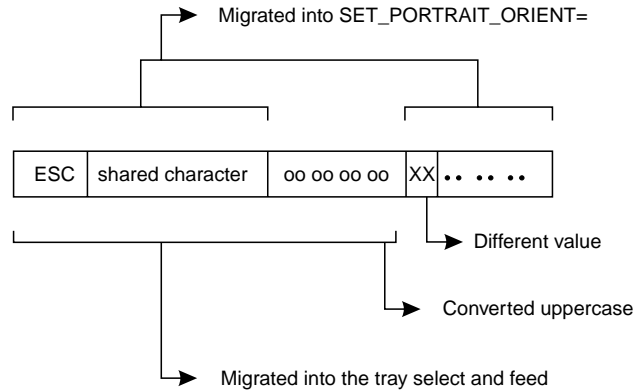 Migrated into SET_PORTRAIT_ORIENT=
ESC shared character oo oo oo oo XX •• •• ••
Different value
Converted uppercase
Migrated into the tray select and feed